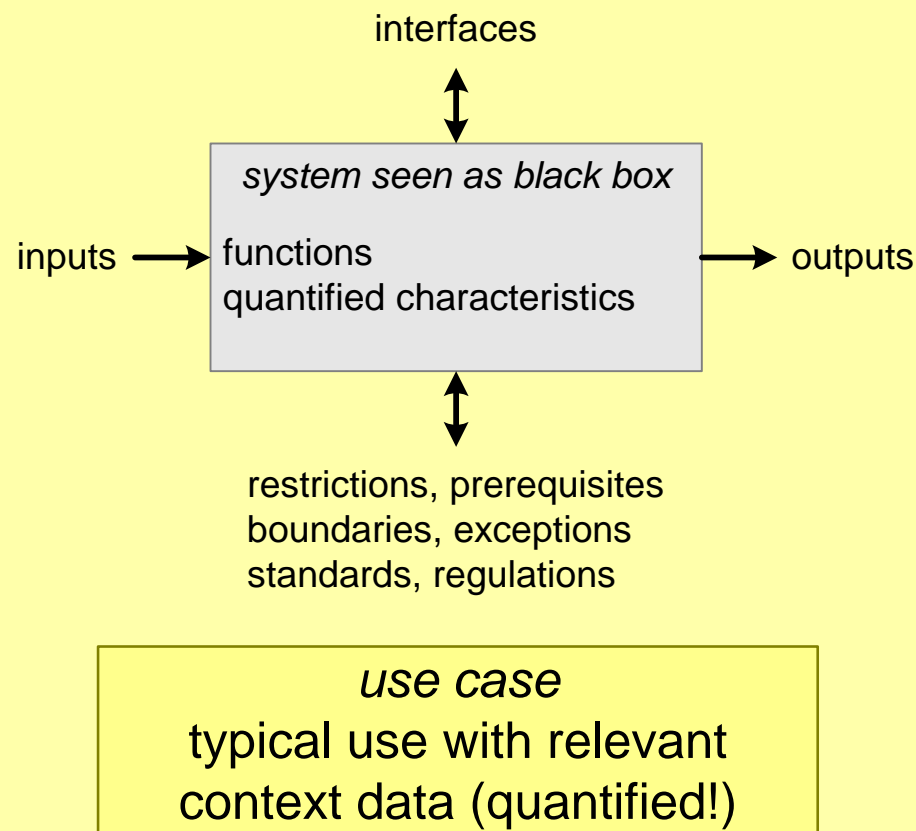 interfaces
system seen as black box
inputs
functions
quantified characteristics
outputs
restrictions, prerequisites
boundaries, exceptions
standards, regulations
use case
typical use with relevant
context data (quantified!)